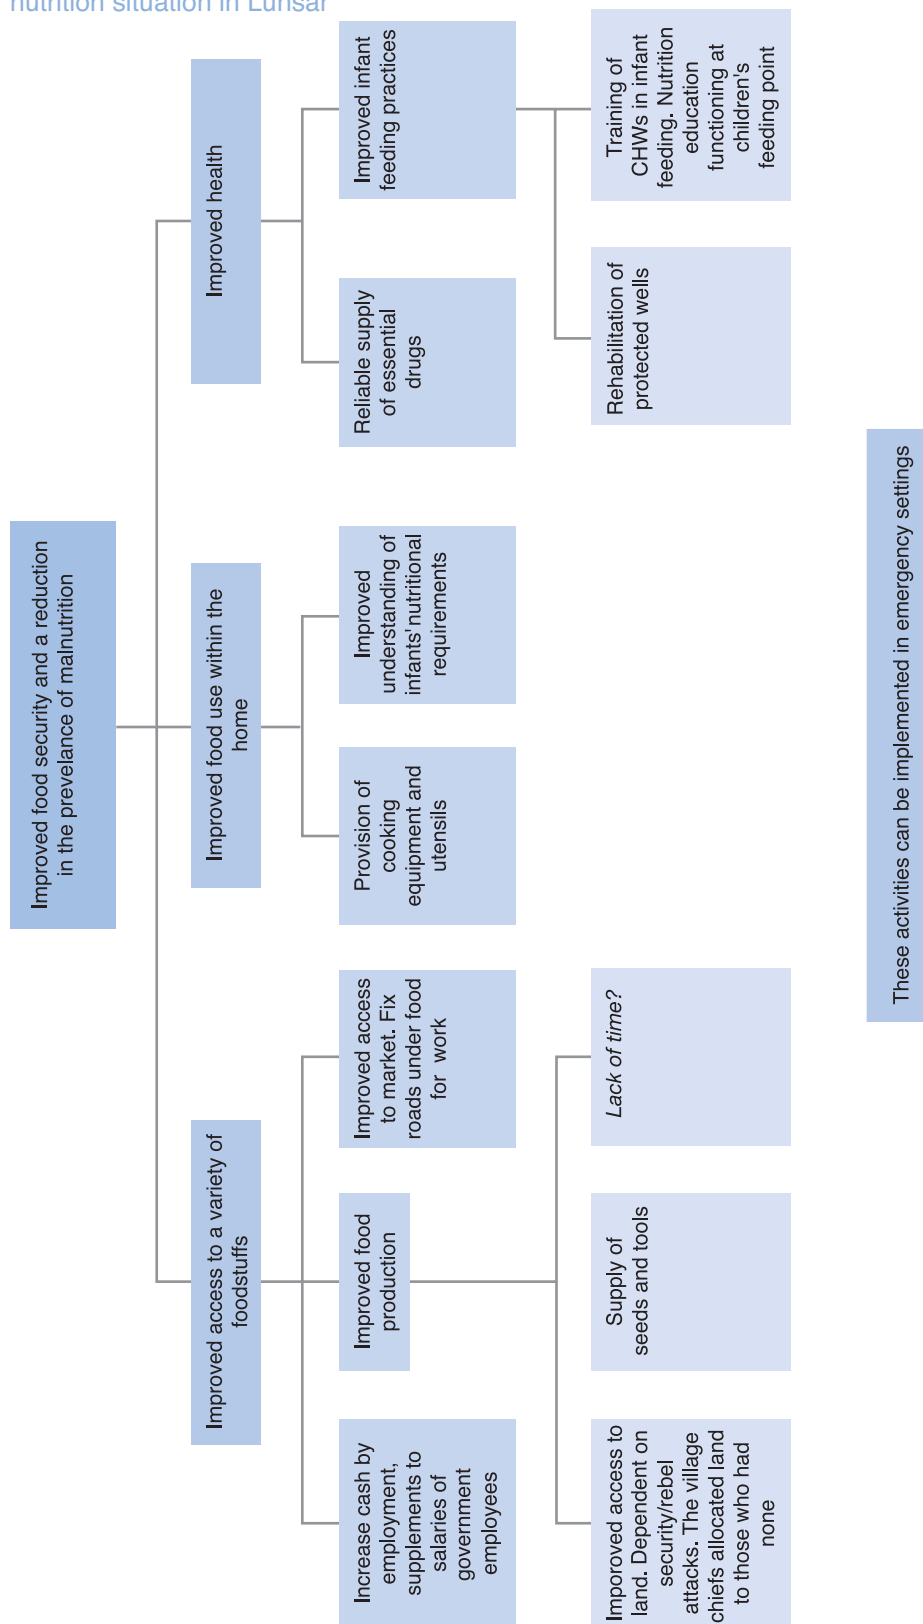 nutrition situation in Lunsar
Improved food security and a reduction
in the prevelance of malnutrition
Improved access to a variety of
foodstuffs
Improved food use within the
home
Improved health
Increase cash by
employment,
supplements to
salaries of
government
employees
Improved food
production
Improved access
to market. Fix
roads under food
for work
Provision of
cooking
equipment and
utensils
Improved
understanding of
infants' nutritional
requirements
Reliable supply
of essential
drugs
Improved infant
feeding practices
Imporoved access to
land. Dependent on
security/rebel
attacks. The village
chiefs allocated land
to those who had
none
Supply of
seeds and tools
Lack of time?
Rehabilitation of
protected wells
Training of
CHWs in infant
feeding. Nutrition
education
functioning at
children's
feeding point
These activities can be implemented in emergency settings